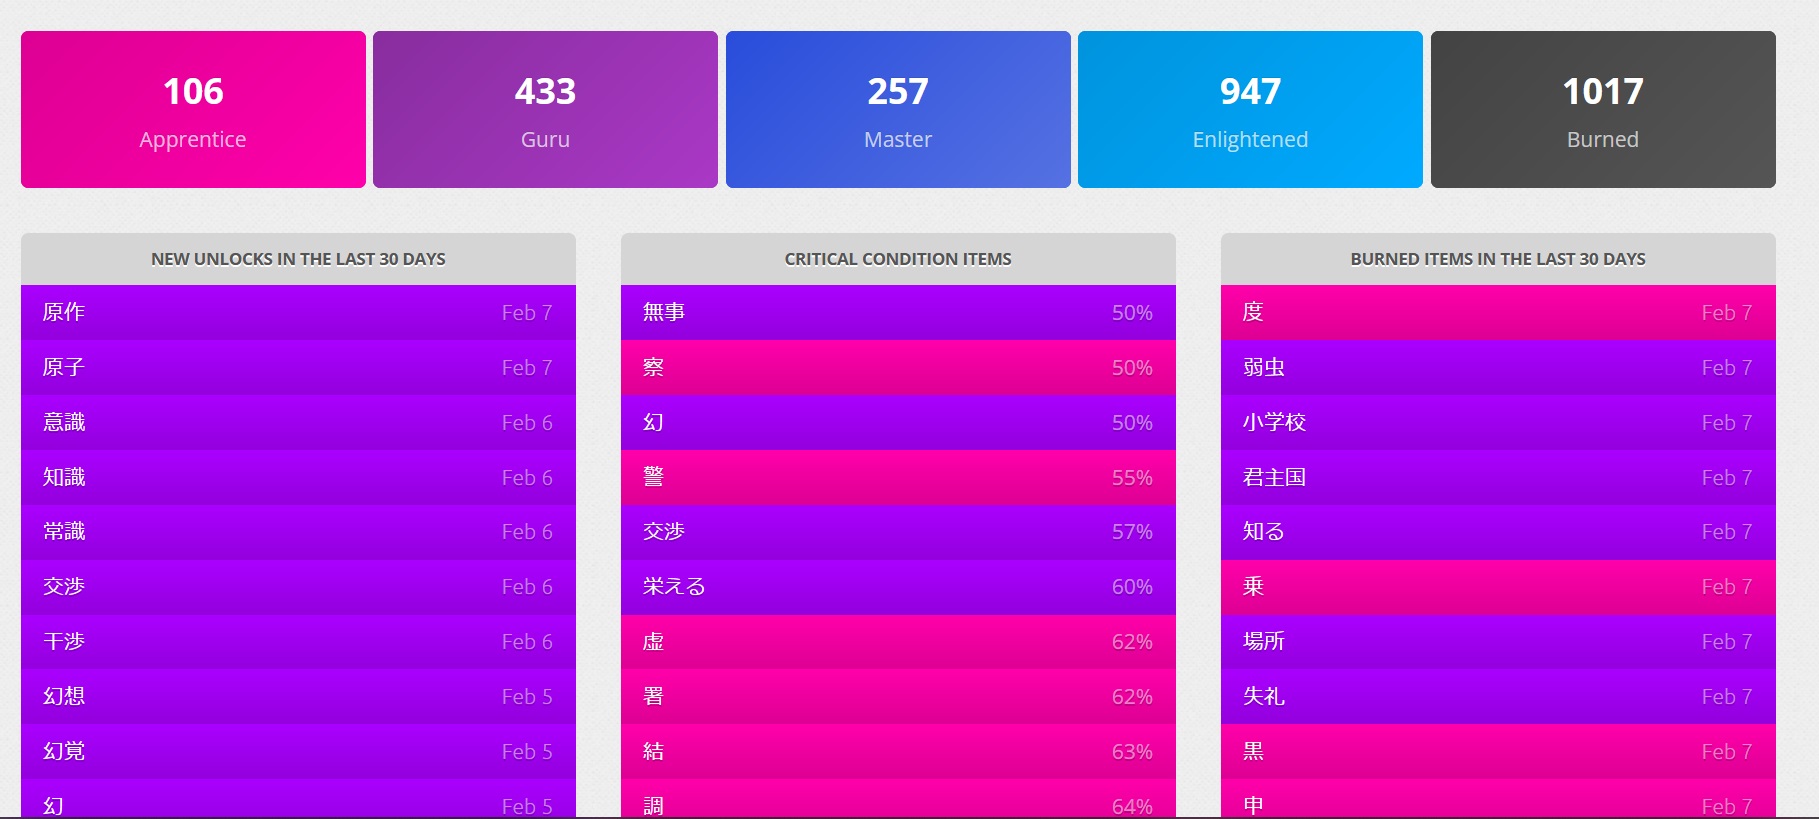 106
Apprentice
433
Guru
257
Master
947
Enlightened
1017
Burned
NEW UNLOCKS IN THE LAST 30 DAYS
原作 Feb 7
原子 Feb 7
意識 Feb 6
知識 Feb 6
常識 Feb 6
交渉 Feb 6
干渉 Feb 6
幻想 Feb 5
幻覚 Feb 5
幻 Feb 5
CRITICAL CONDITION ITEMS
無事 50%
察 50%
幻 50%
警 55%
交渉 57%
栄える 60%
虚 62%
署 62%
結 63%
調 64%
BURNED ITEMS IN THE LAST 30 DAYS
度 Feb 7
弱虫 Feb 7
小学校 Feb 7
君主国 Feb 7
知る Feb 7
乗 Feb 7
場所 Feb 7
失礼 Feb 7
黒 Feb 7
申 Feb 7